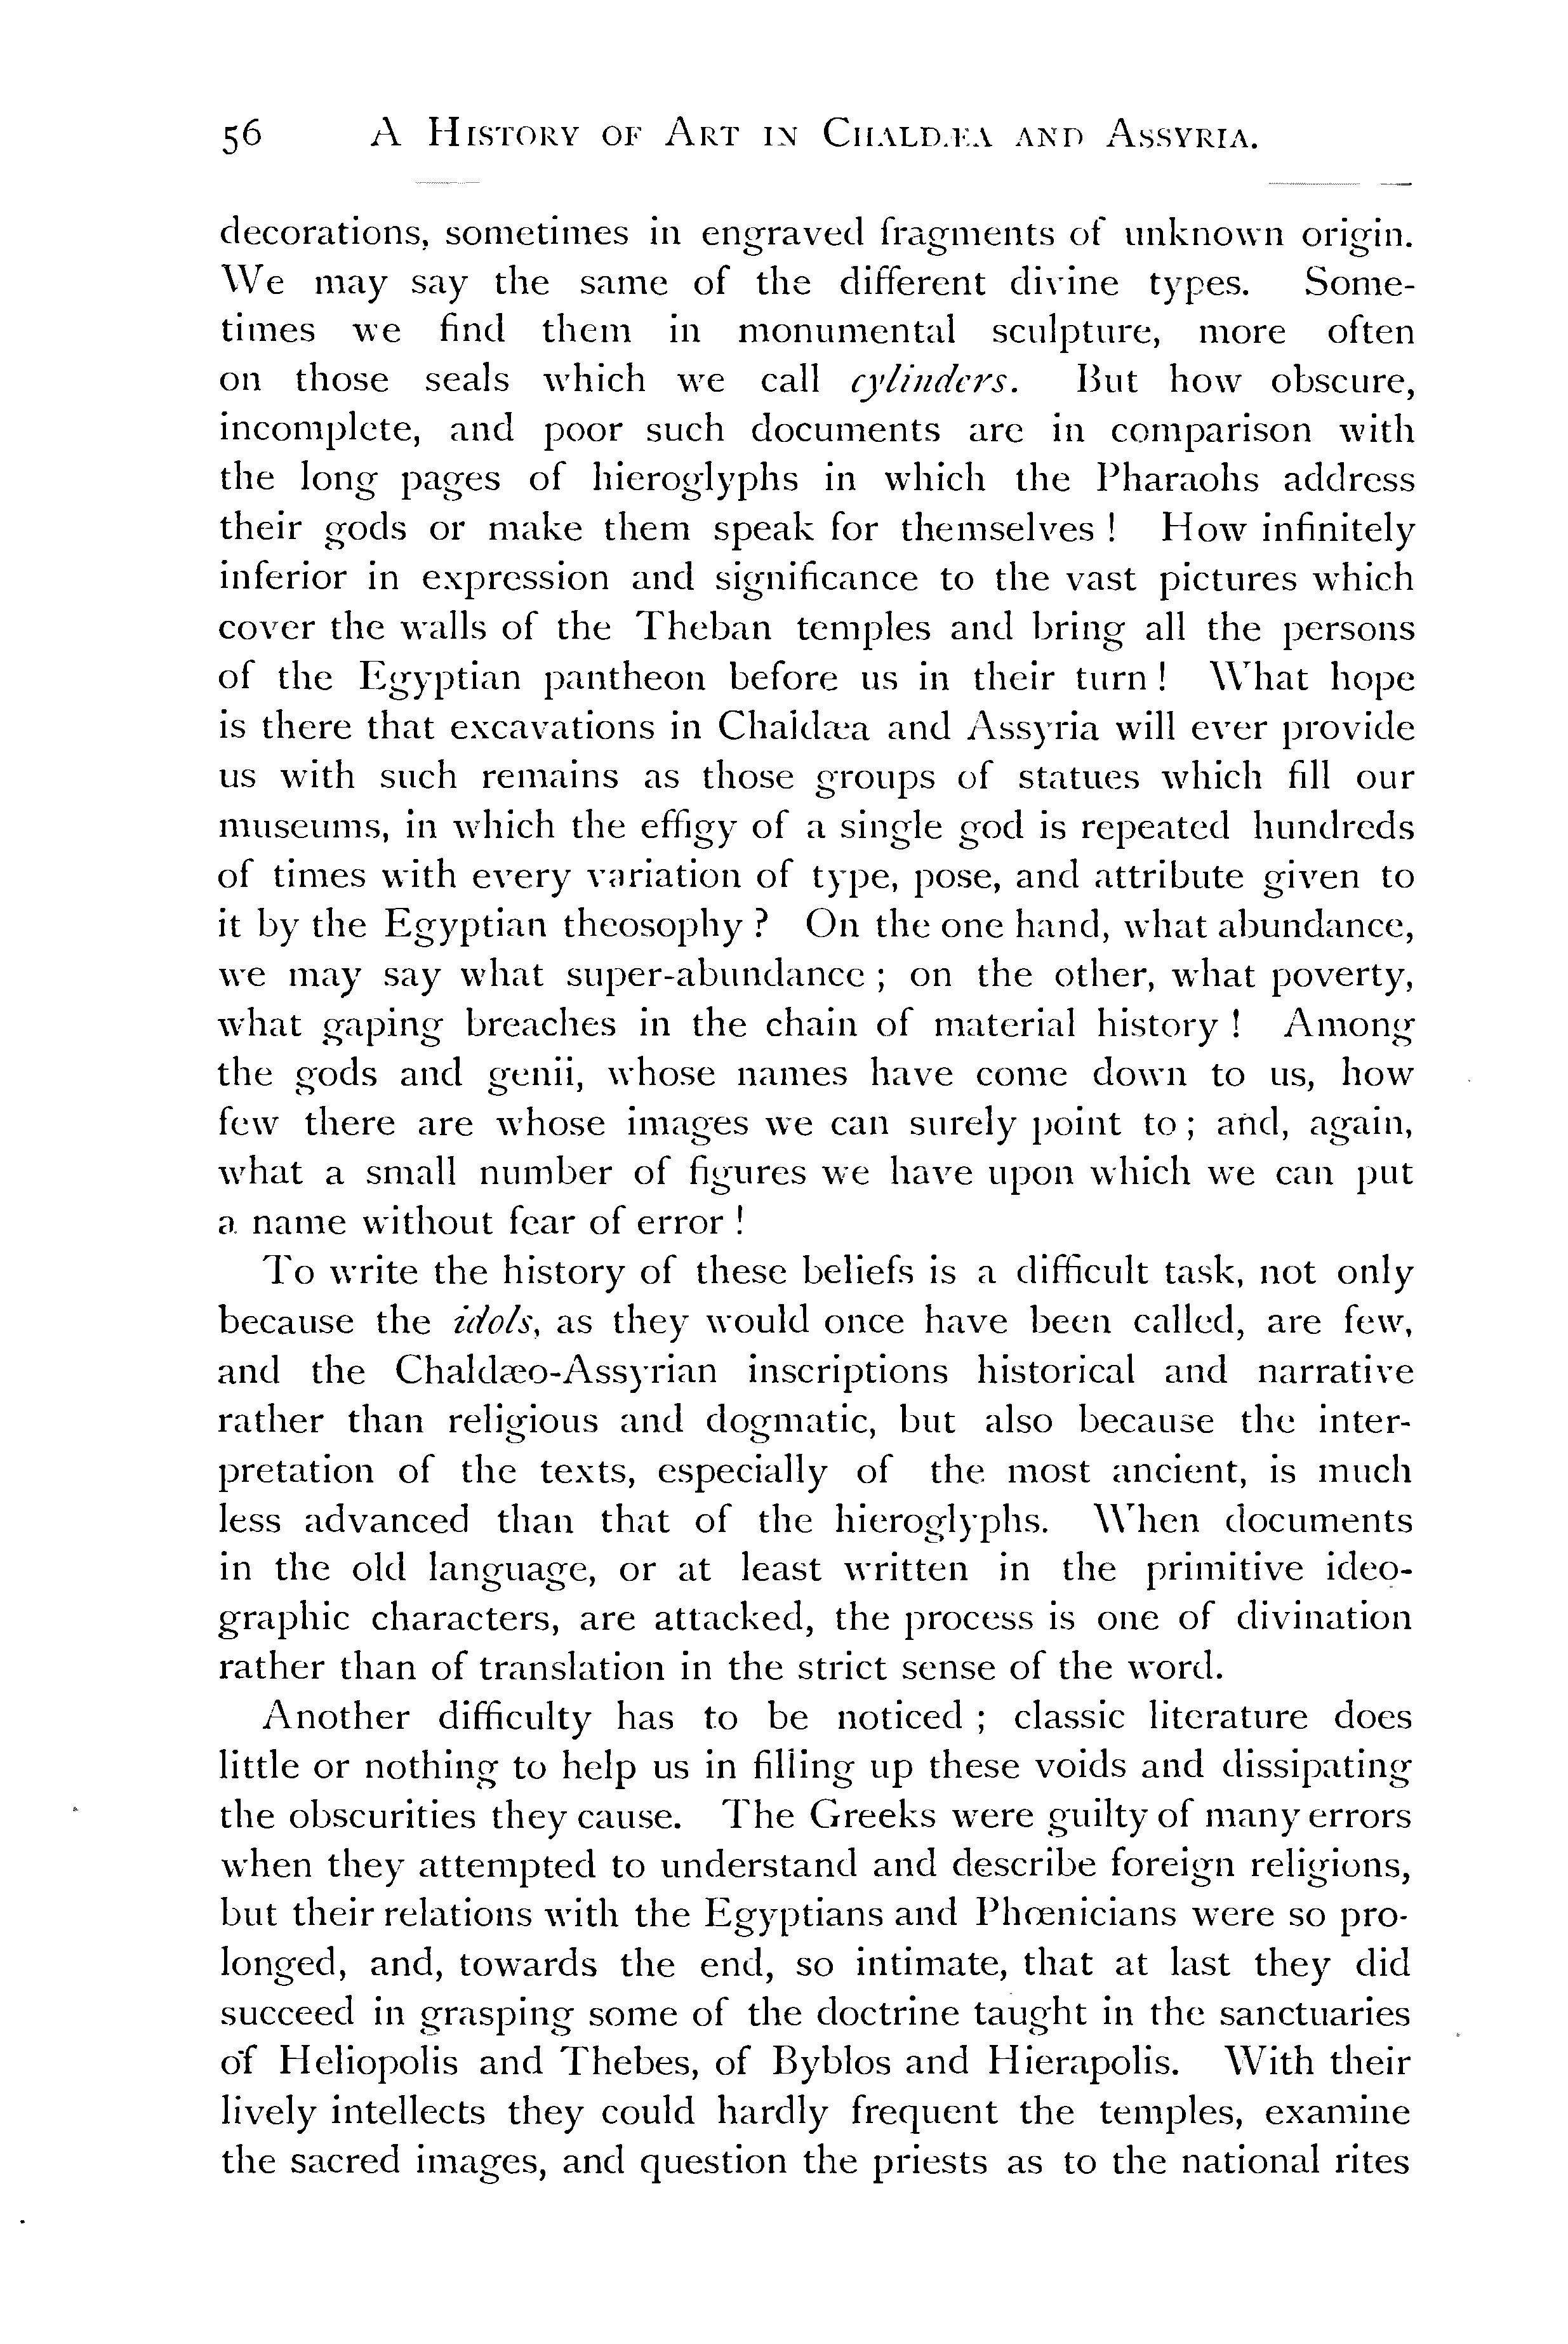 56 A History of Art in Chaldæa and Assyria.
decorations, sometimes in engraved fragments of unknown origin.
We may say the same of the different divine types. Some-
times we find them in monumental sculpture, more often
on those seals which we call cylinders. But how obscure,
incomplete, and poor such documents are in comparison with
the long pages of hieroglyphs in which the Pharaohs address
their gods or make them speak for themselves ! How infinitely
inferior in expression and significance to the vast pictures which
cover the walls of the Theban temples and bring all the persons
of the Egyptian pantheon before us in their turn ! What hope
is there that excavations in Chaldæa and Assyria will ever provide
us with such remains as those groups of statues which fill our
museums, in which the effigy of a single god is repeated hundreds
of times with every variation of type, pose, and attribute given to
it by the Egyptian theosophy ? On the one hand, what abundance,
we may say what super-abundance ; on the other, what poverty,
what gaping breaches in the chain of material history ! Among
the gods and genii, whose names have come down to us, how
few there are whose images we can surely point to ; and, again,
what a small number of figures we have upon which we can put
a name without fear of error !
To write the history of these beliefs is a difficult task, not only
because the idols, as they would once have been called, are few,
and the Chaldæo-Assyrian inscriptions historical and narrative
rather than religious and dogmatic, but also because the inter-
pretation of the texts, especially of the most ancient, is much
less advanced than that of the hieroglyphs. When documents
in the old language, or at least written in the primitive ideo-
graphic characters, are attacked, the process is one of divination
rather than of translation in the strict sense of the word.
Another difficulty has to be noticed ; classic literature does
little or nothing to help us in filling up these voids and dissipating
the obscurities they cause. The Greeks were guilty of many errors
when they attempted to understand and describe foreign religions,
but their relations with the Egyptians and Phœnicians were so pro-
longed, and, towards the end, so intimate, that at last they did
succeed in grasping some of the doctrine taught in the sanctuaries
of Heliopolis and Thebes, of Byblos and Hierapolis. With their
lively intellects they could hardly frequent the temples, examine
the sacred images, and question the priests as to the national rites